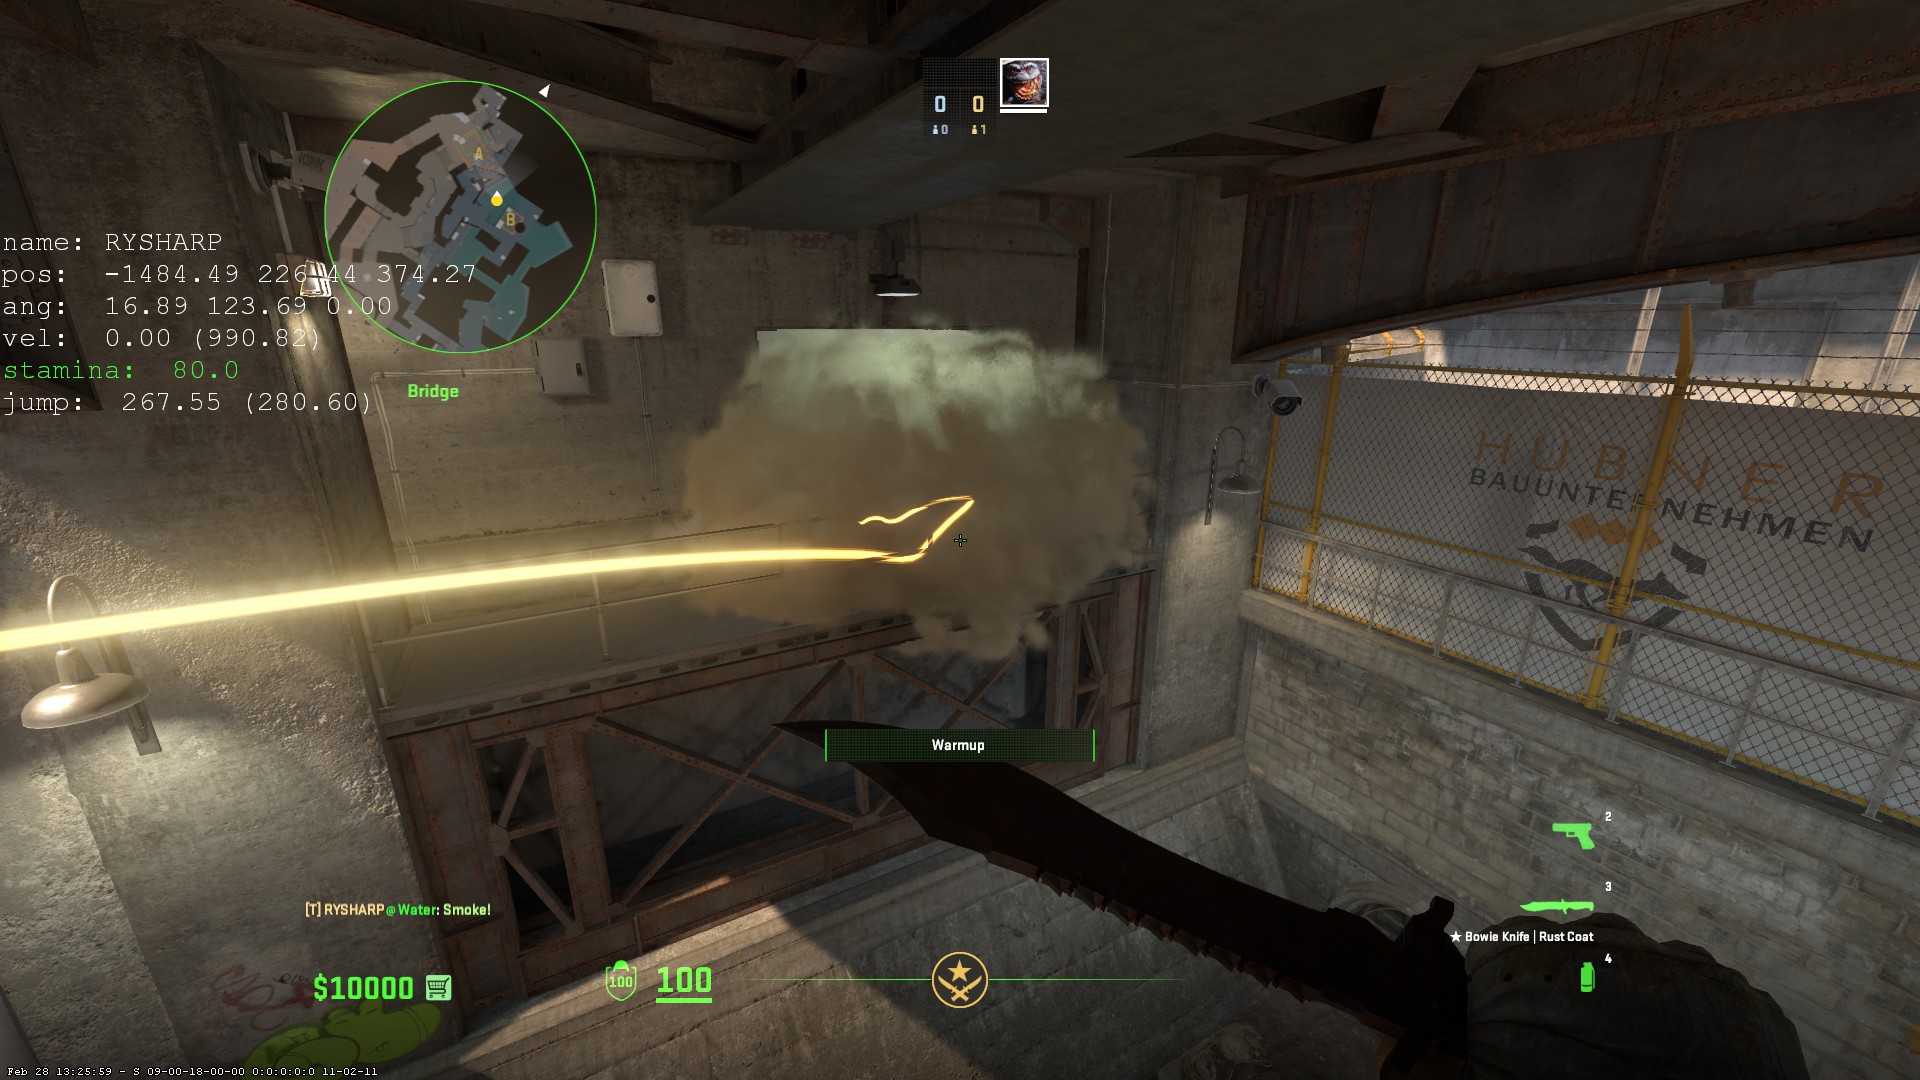 0 0
0 1
A
B
name: RYSHARP
pos: -1484.49 226.44 374.27
ang: 16.89 123.69 0.00
vel: 0.00 (990.82)
stamina: 80.0
jump: 267.55 (280.60)
Bridge
HUBNER
BAUUNTERNEHMEN
Warmup
2
3
★ Bowie Knife | Rust Coat
4
[T] RYSHARP @ Water: Smoke!
$10000
100
100
Feb 28 13:25:59 - S 09-00-18-00-00 0:0:0:0:0 11-02-11